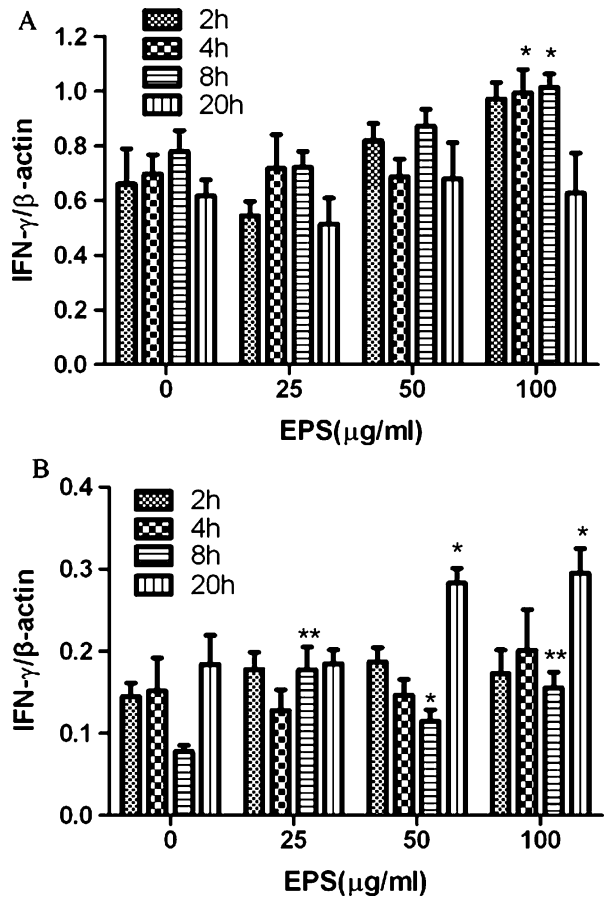 A
2h
4h
8h
20h
IFN-γ/β-actin
1.2
1.0
0.8
0.6
0.4
0.2
0.0
* *
0 25 50 100
EPS(μg/ml)
B
2h
4h
8h
20h
IFN-γ/β-actin
0.4
0.3
0.2
0.1
0.0
** * * ** *
0 25 50 100
EPS(μg/ml)